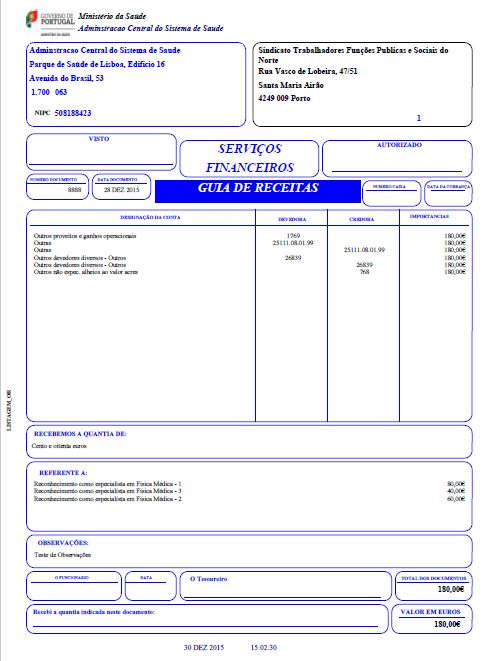 GOVERNO DE
PORTUGAL
MINISTÉRIO DA SAÚDE
Ministério da Saúde
Adminstracao Central do Sistema de Saude
Adminstracao Central do Sistema de Saude
Parque de Saúde de Lisboa, Edificio 16
Avenida do Brasil, 53
1.700 063
NIPC 508188423
Sindicato Trabalhadores Funções Publicas e Sociais do
Norte
Rua Vasco de Lobeira, 47/51
Santa Maria Airão
4249 009 Porto
1
VISTO
SERVIÇOS
FINANCEIROS
AUTORIZADO
NUMERO DOCUMENTO
8888
DATA DOCUMENTO
28 DEZ 2015
GUIA DE RECEITAS
NUMERO CAIXA
DATA DA COBRANÇA
DESIGNAÇÃO DA CONTA DEVEDORA CREDORA IMPORTANCIAS
Outros proveitos e ganhos operacionais 1769 180,00€
Outras 25111.08.01.99 180,00€
Outras 25111.08.01.99 180,00€
Outros devedores diversos - Outros 26839 180,00€
Outros devedores diversos - Outros 26839 180,00€
Outros não espec. alheios ao valor acres 768 180,00€
LISTAGEM_OR
RECEBEMOS A QUANTIA DE:
Cento e oitenta euros
REFERENTE A:
Reconhecimento como especialista em Física Médica - 1 80,00€
Reconhecimento como especialista em Física Médica - 3 40,00€
Reconhecimento como especialista em Física Médica - 2 60,00€
OBSERVAÇÕES:
Teste de Observações
O FUNCIONARIO
DATA
O Tesoureiro
TOTAL DOS DOCUMENTOS
180,00€
Recebi a quantia indicada neste documento:
VALOR EM EUROS
180,00€
30 DEZ 2015 15:02:30